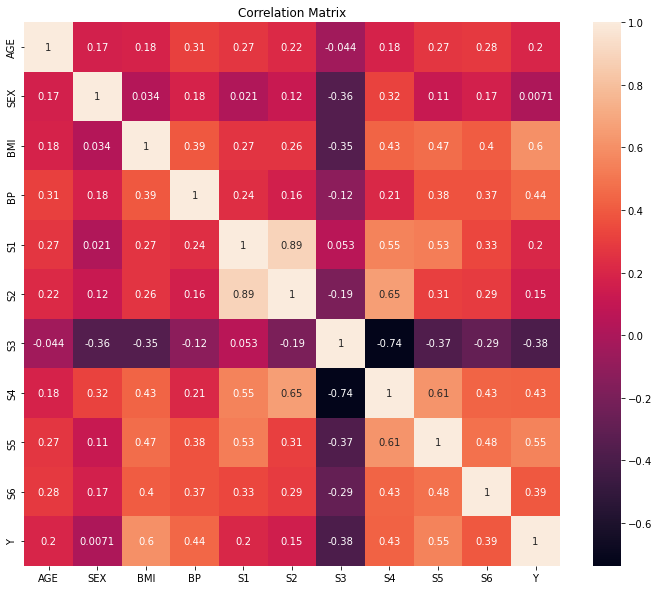 Correlation Matrix
AGE 1 0.17 0.18 0.31 0.27 0.22 -0.044 0.18 0.27 0.28 0.2
SEX 0.17 1 0.034 0.18 0.021 0.12 -0.36 0.32 0.11 0.17 0.0071
BMI 0.18 0.034 1 0.39 0.27 0.26 -0.35 0.43 0.47 0.4 0.6
BP 0.31 0.18 0.39 1 0.24 0.16 -0.12 0.21 0.38 0.37 0.44
S1 0.27 0.021 0.27 0.24 1 0.89 0.053 0.55 0.53 0.33 0.2
S2 0.22 0.12 0.26 0.16 0.89 1 -0.19 0.65 0.31 0.29 0.15
S3 -0.044 -0.36 -0.35 -0.12 0.053 -0.19 1 -0.74 -0.37 -0.29 -0.38
S4 0.18 0.32 0.43 0.21 0.55 0.65 -0.74 1 0.61 0.43 0.43
S5 0.27 0.11 0.47 0.38 0.53 0.31 -0.37 0.61 1 0.48 0.55
S6 0.28 0.17 0.4 0.37 0.33 0.29 -0.29 0.43 0.48 1 0.39
Y 0.2 0.0071 0.6 0.44 0.2 0.15 -0.38 0.43 0.55 0.39 1
AGE SEX BMI BP S1 S2 S3 S4 S5 S6 Y
1.0
0.8
0.6
0.4
0.2
0.0
−0.2
−0.4
−0.6